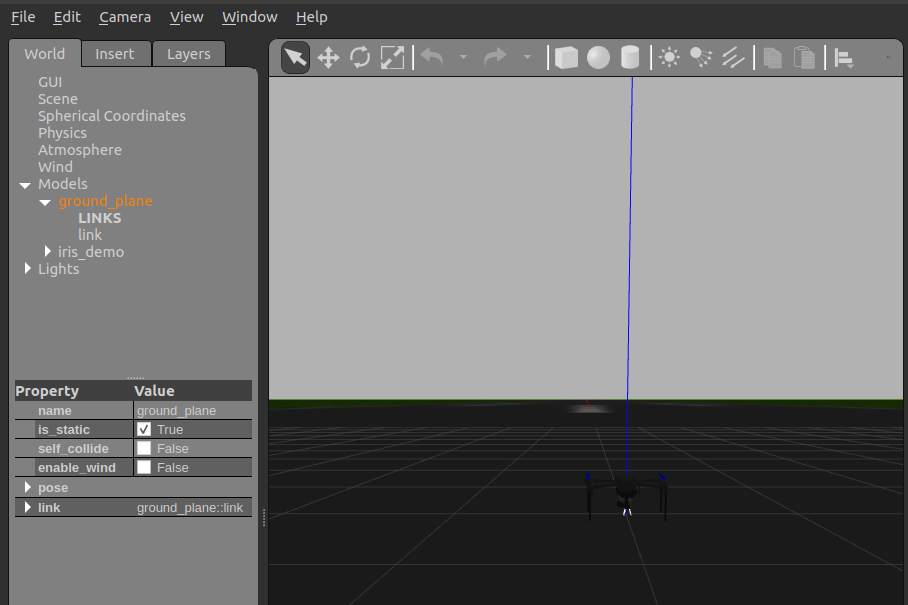 File Edit Camera View Window Help
World Insert Layers
GUI
Scene
Spherical Coordinates
Physics
Atmosphere
Wind
Models
ground_plane
LINKS
link
iris_demo
Lights
Property Value
name ground_plane
is_static True
self_collide False
enable_wind False
pose
link ground_plane::link